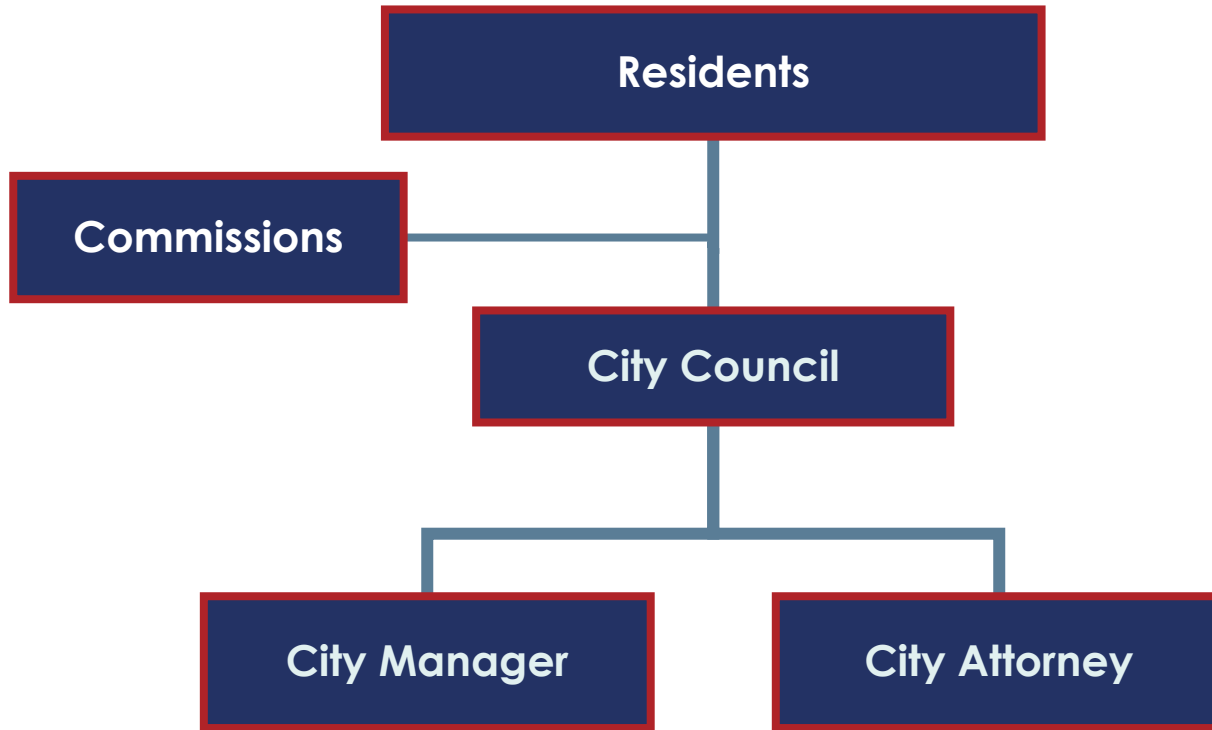 Residents
Commissions
City Council
City Manager
City Attorney